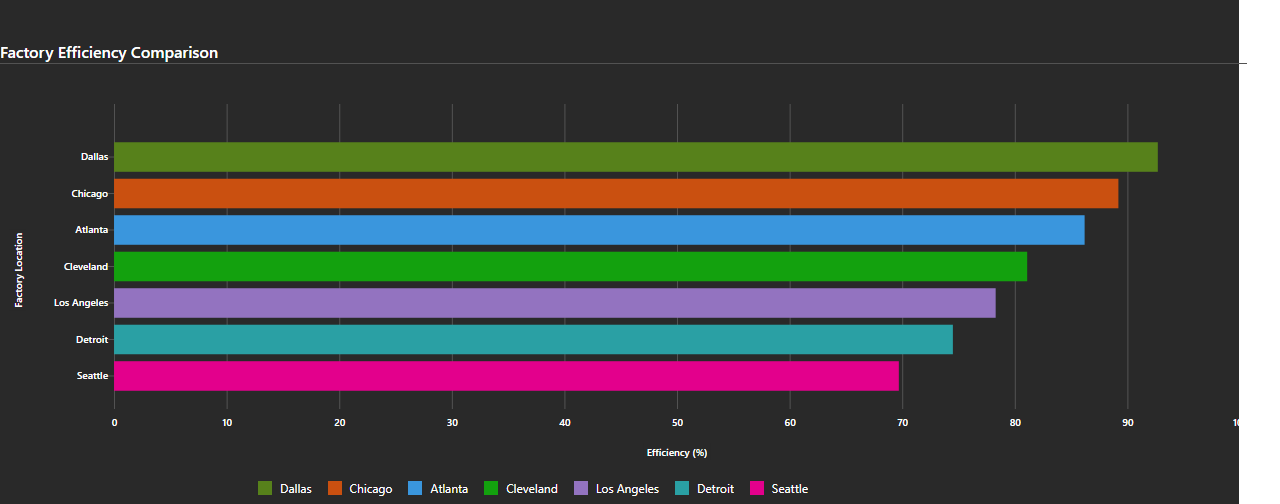 Factory Efficiency Comparison
Factory Location
Dallas
Chicago
Atlanta
Cleveland
Los Angeles
Detroit
Seattle
0 10 20 30 40 50 60 70 80 90
Efficiency (%)
Dallas Chicago Atlanta Cleveland Los Angeles Detroit Seattle